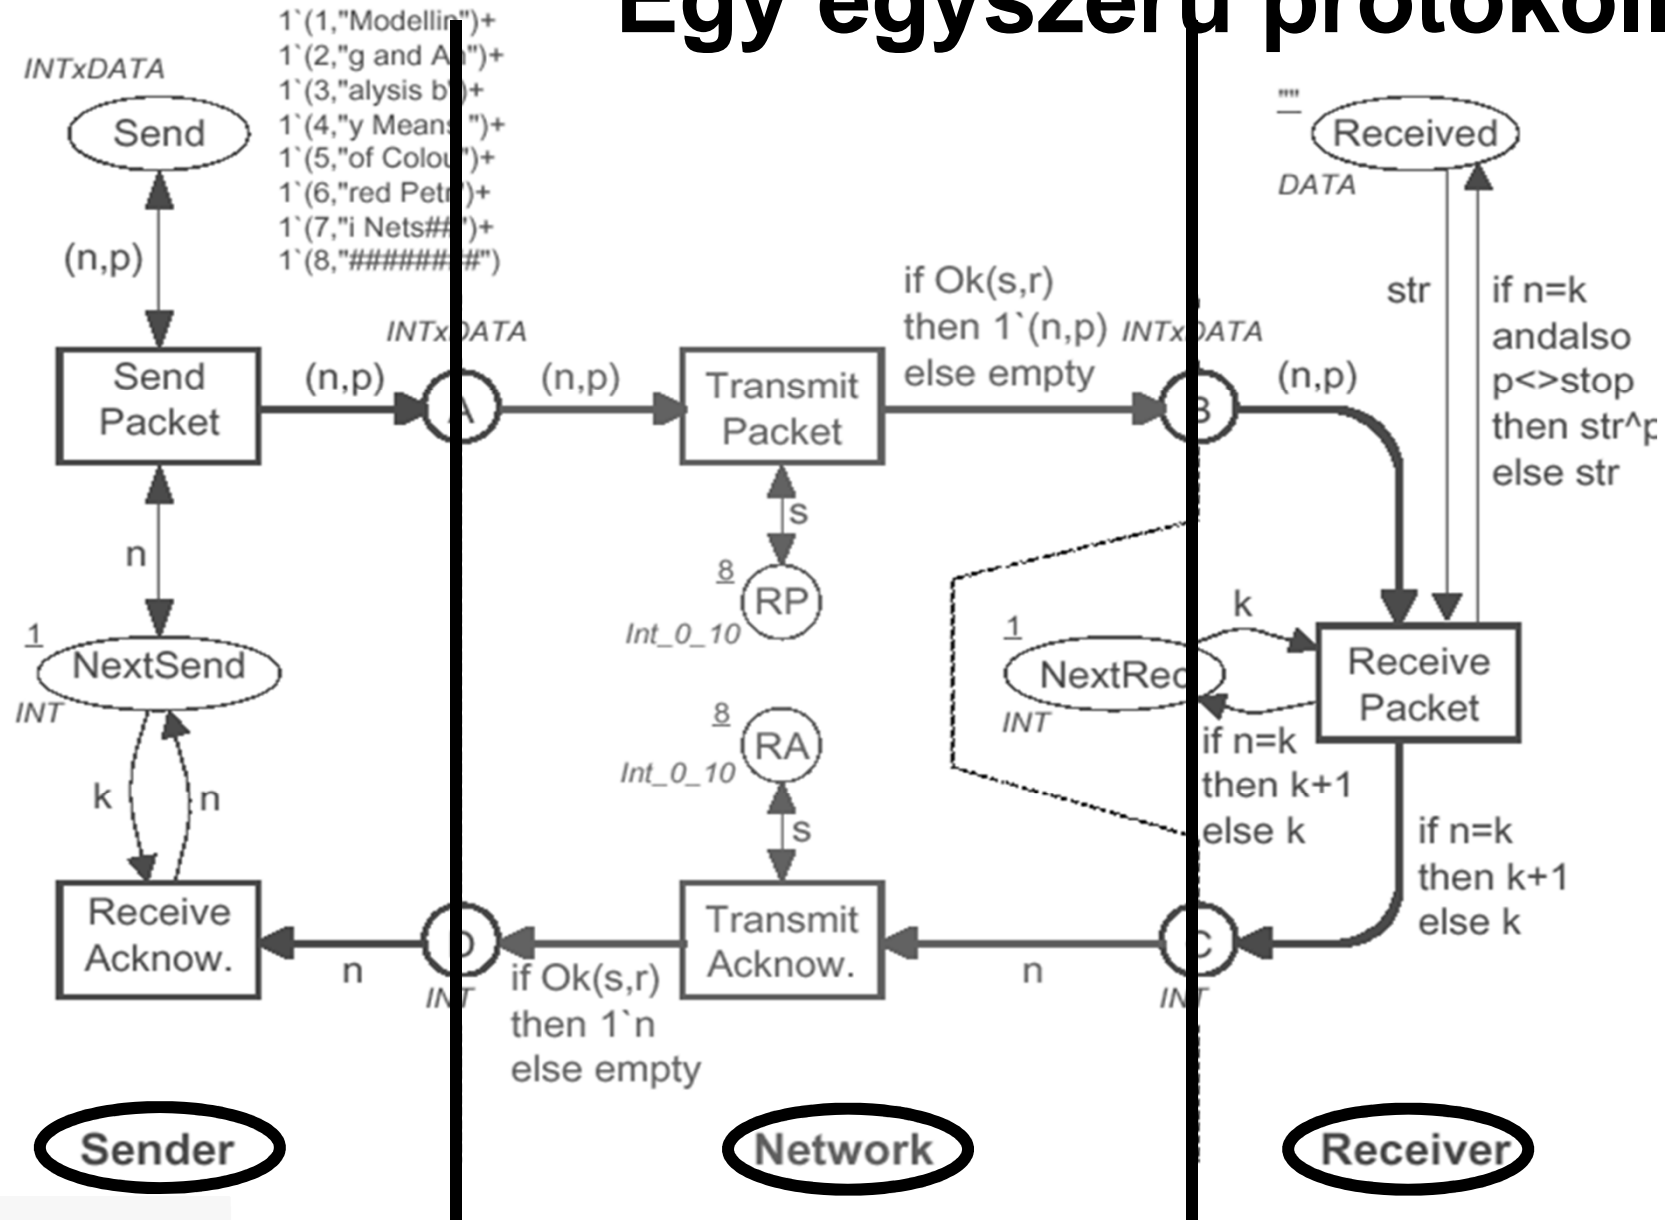 Egy egyszerű protokoll
1`(1,"Modellin")+
1`(2,"g and An")+
1`(3,"alysis b")+
1`(4,"y Means ")+
1`(5,"of Colou")+
1`(6,"red Petr")+
1`(7,"i Nets##")+
1`(8,"########")
INTxDATA
Send
(n,p)
Send
Packet
(n,p)
INTxDATA
A
(n,p)
Transmit
Packet
if Ok(s,r)
then 1`(n,p)
else empty
INTxDATA
B
(n,p)
""
Received
DATA
str
if n=k
andalso
p<>stop
then str^p
else str
n
s
8
RP
Int_0_10
1
NextSend
INT
k
n
8
RA
Int_0_10
s
1
NextRec
INT
k
if n=k
then k+1
else k
Receive
Packet
if n=k
then k+1
else k
Receive
Acknow.
n
D
INT
if Ok(s,r)
then 1`n
else empty
Transmit
Acknow.
n
C
INT
Sender
Network
Receiver